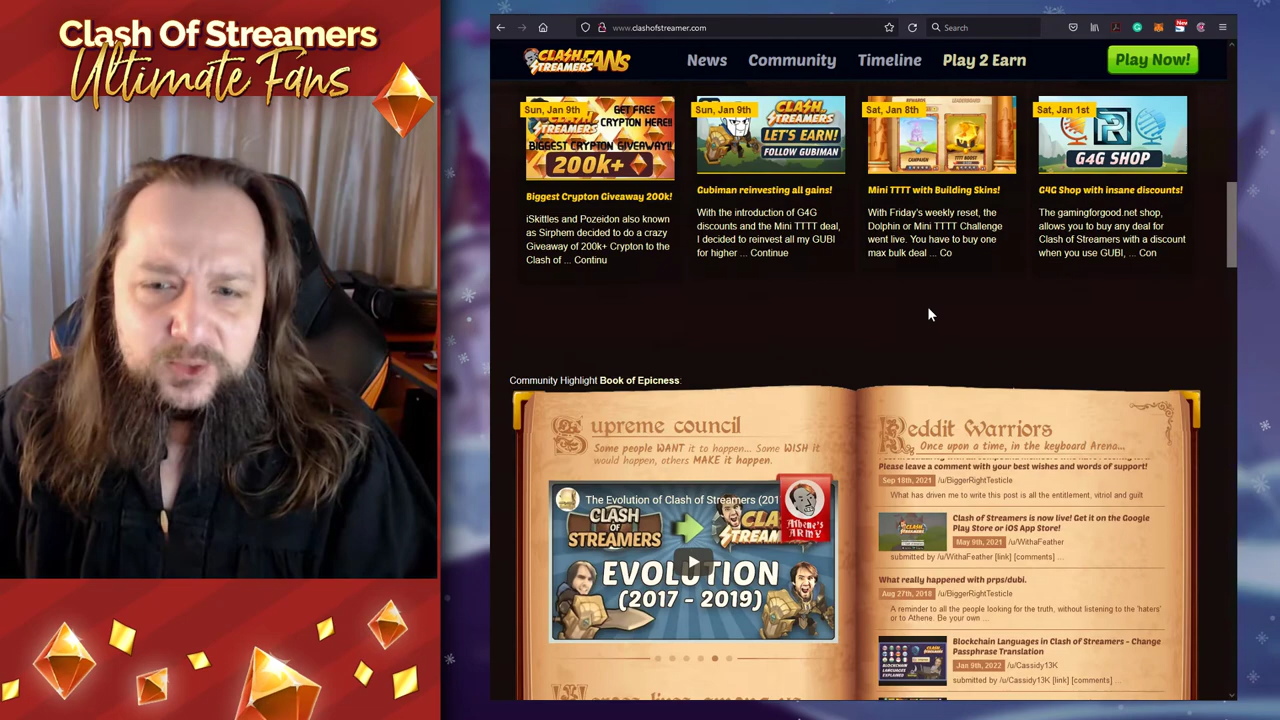 Clash Of Streamers
Ultimate Fans
www.clashofstreamer.com
Search
New
CLASH OF STREAMERS FANS
News
Community
Timeline
Play 2 Earn
Play Now!
Sun, Jan 9th
GET FREE
CRYPTON HERE!!
BIGGEST CRYPTON GIVEAWAY!!
200k+
Biggest Crypton Giveaway 200k!
iSkittles and Pozeidon also known
as Sirphem decided to do a crazy
Giveaway of 200k+ Crypton to the
Clash of ... Continu
Sun, Jan 9th
CLASH OF STREAMERS
LET'S EARN!
FOLLOW GUBIMAN
Gubiman reinvesting all gains!
With the introduction of G4G
discounts and the Mini TTTT deal,
I decided to reinvest all my GUBI
for higher ... Continue
Sat, Jan 8th
Mini TTTT with Building Skins!
With Friday's weekly reset, the
Dolphin or Mini TTTT Challenge
went live. You have to buy one
max bulk deal ... Co
Sat, Jan 1st
G4G SHOP
G4G Shop with insane discounts!
The gamingforgood.net shop,
allows you to buy any deal for
Clash of Streamers with a discount
when you use GUBI, ... Con
Community Highlight Book of Epicness:
Supreme council
Some people WANT it to happen... Some WISH it
would happen, others MAKE it happen.
The Evolution of Clash of Streamers (201
CLASH
OF
STREAMERS
ATHENE'S
ARMY
EVOLUTION
(2017 - 2019)
Reddit Warriors
Once upon a time, in the keyboard Arena...
Please leave a comment with your best wishes and words of support!
Sep 18th, 2021 /u/BiggerRightTesticle
What has driven me to write this post is all the entitlement, vitriol and guilt
Clash of Streamers is now live! Get it on the Google
Play Store or iOS App Store!
May 9th, 2021 /u/WithaFeather
submitted by /u/WithaFeather [link] [comments] ...
What really happened with prps/dubi.
Aug 27th, 2018 /u/BiggerRightTesticle
A reminder to all the people looking for the truth, without listening to the 'haters'
or to Athene. Be your own ...
Blockchain Languages in Clash of Streamers - Change
Passphrase Translation
Jan 9th, 2022 /u/Cassidy13K
submitted by /u/Cassidy13K [link] [comments] ...